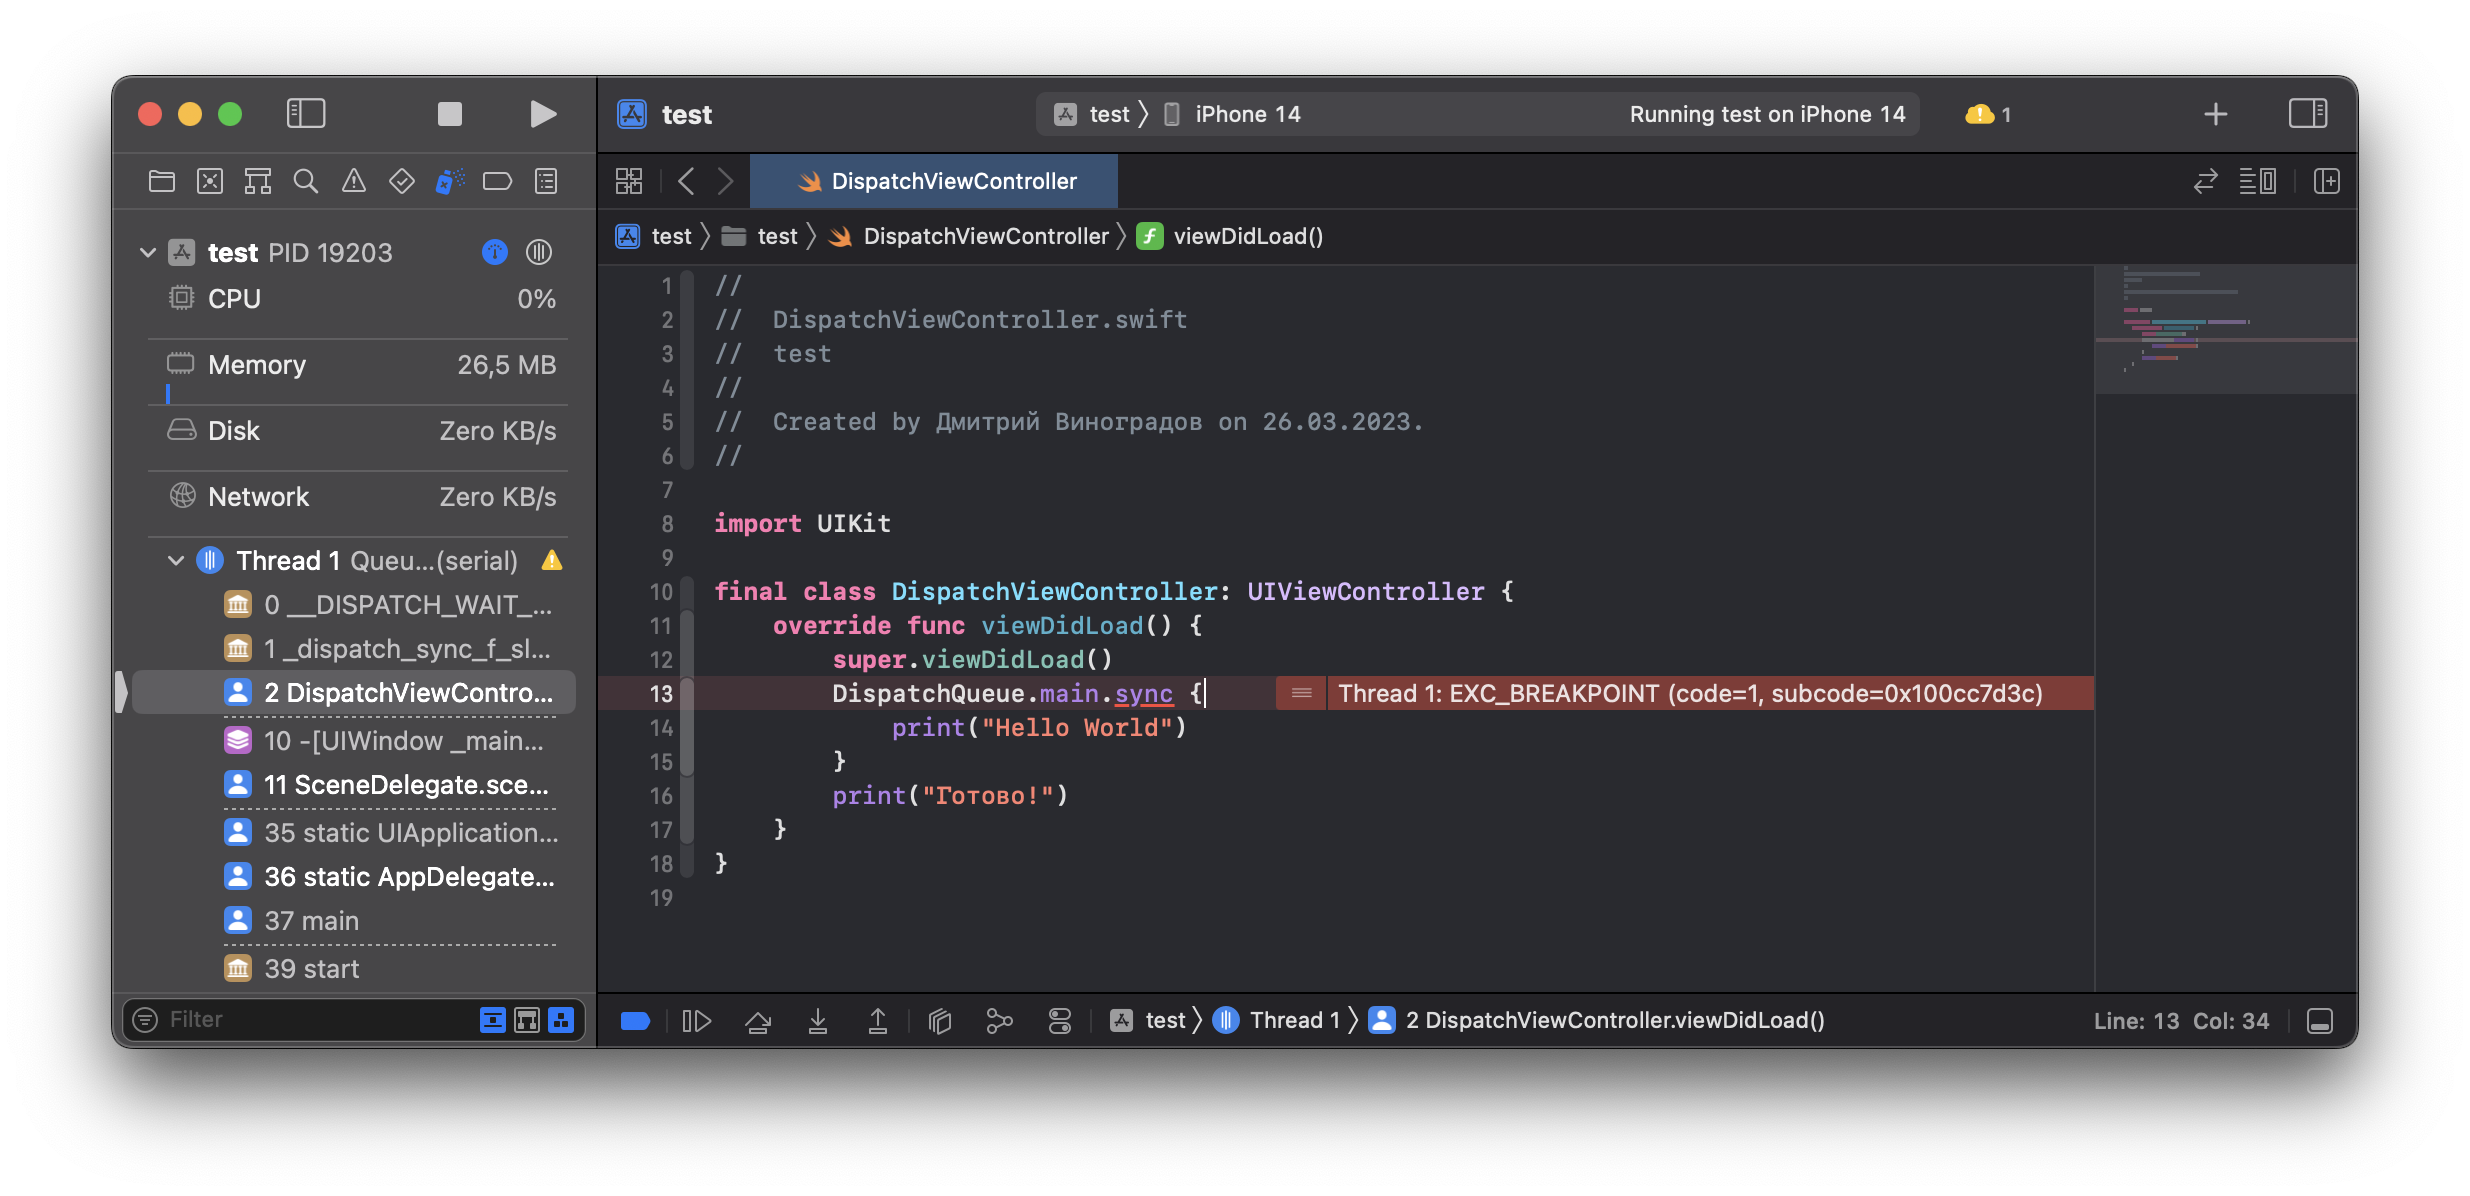 test
test
iPhone 14
Running test on iPhone 14
1
DispatchViewController
test
test
DispatchViewController
viewDidLoad()
test PID 19203
CPU 0%
Memory 26,5 MB
Disk Zero KB/s
Network Zero KB/s
Thread 1 Queu...(serial)
0 __DISPATCH_WAIT_...
1 _dispatch_sync_f_sl...
2 DispatchViewContro...
10 -[UIWindow _main...
11 SceneDelegate.sce...
35 static UIApplication...
36 static AppDelegate...
37 main
39 start
Filter
1 //
2 //  DispatchViewController.swift
3 //  test
4 //
5 //  Created by Дмитрий Виноградов on 26.03.2023.
6 //
7
8 import UIKit
9
10 final class DispatchViewController: UIViewController {
11     override func viewDidLoad() {
12         super.viewDidLoad()
13         DispatchQueue.main.sync { Thread 1: EXC_BREAKPOINT (code=1, subcode=0x100cc7d3c)
14             print("Hello World")
15         }
16         print("Готово!")
17     }
18 }
19
test
Thread 1
2 DispatchViewController.viewDidLoad()
Line: 13 Col: 34